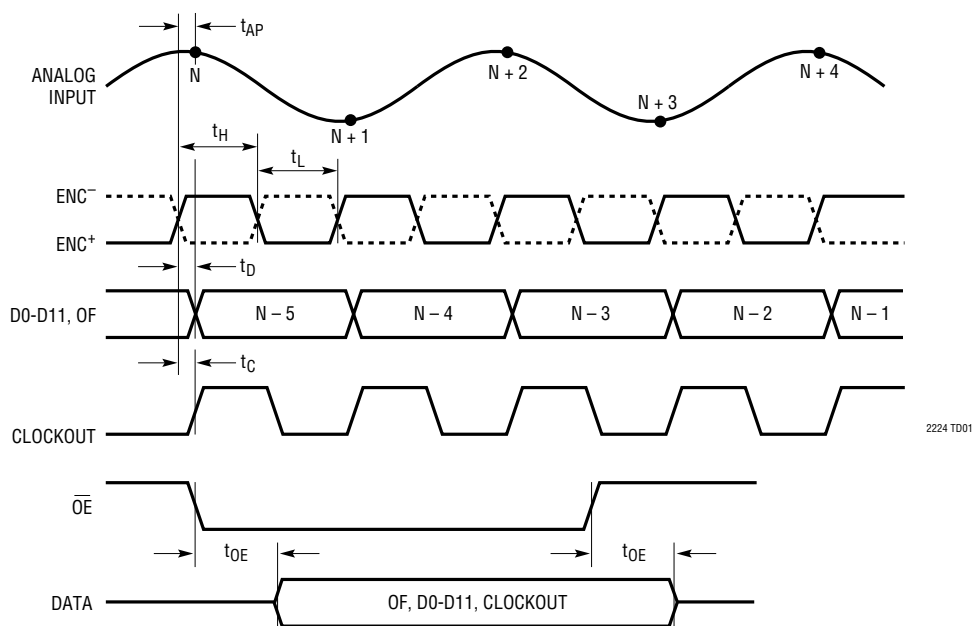 tAP
ANALOG
INPUT
N
N + 1
N + 2
N + 3
N + 4
tH
tL
ENC–
ENC+
tD
D0-D11, OF
N – 5
N – 4
N – 3
N – 2
N – 1
tC
CLOCKOUT
2224 TD01
OE
tOE
tOE
DATA
OF, D0-D11, CLOCKOUT